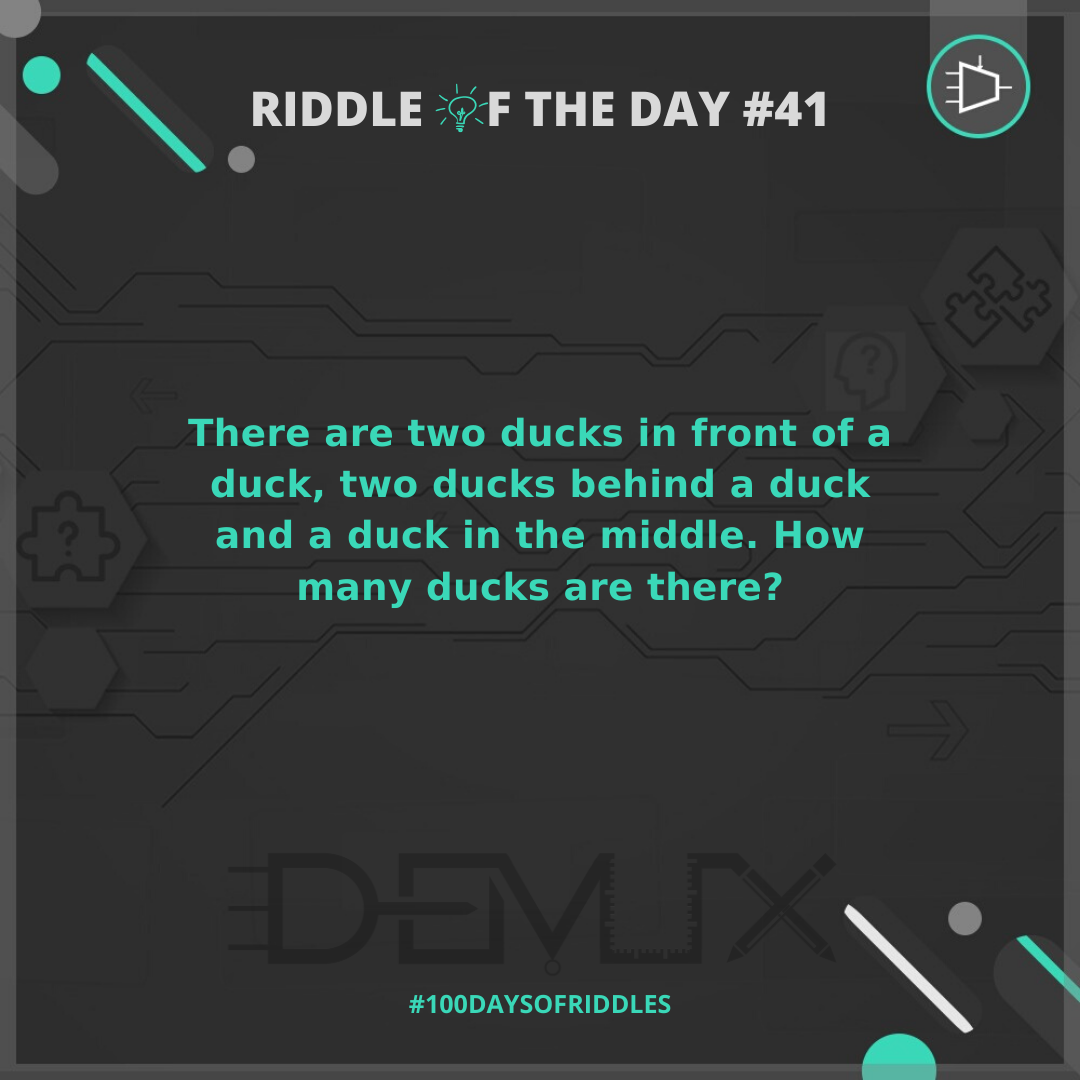 RIDDLE OF THE DAY #41
There are two ducks in front of a
duck, two ducks behind a duck
and a duck in the middle. How
many ducks are there?
DEMUX
#100DAYSOFRIDDLES